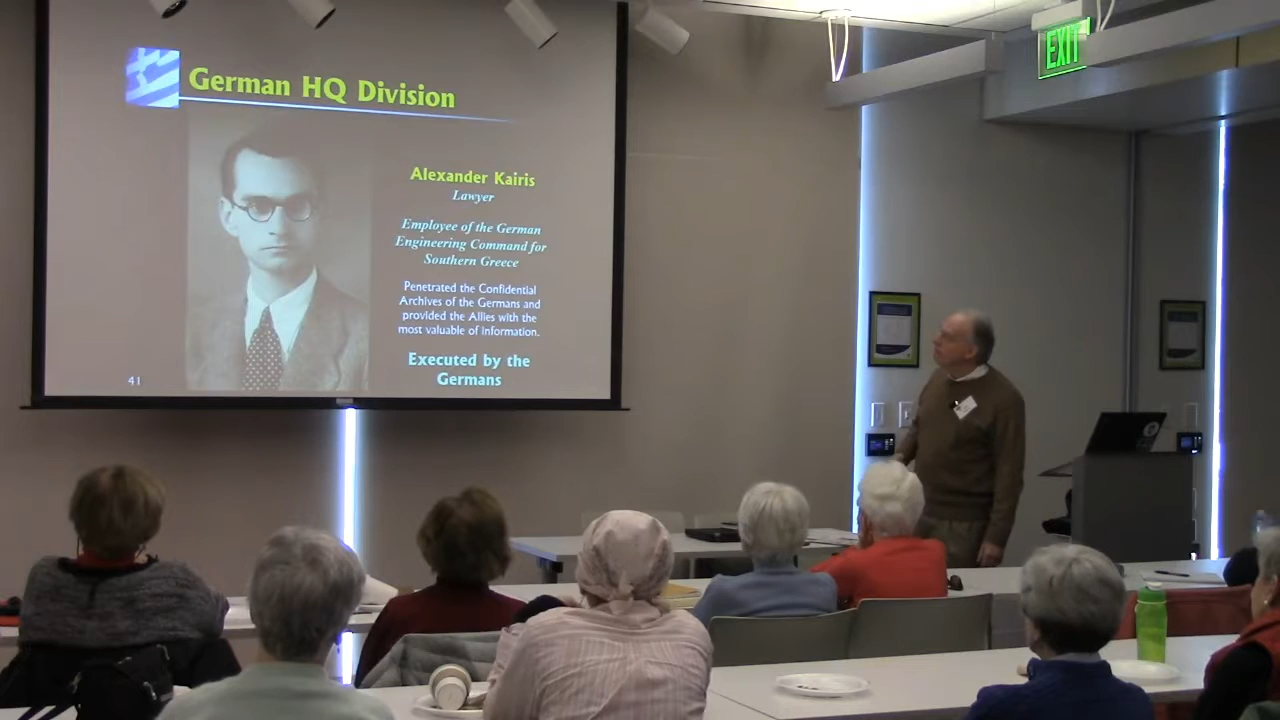 German HQ Division
Alexander Kairis
Lawyer
Employee of the German
Engineering Command for
Southern Greece
Penetrated the Confidential
Archives of the Germans and
provided the Allies with the
most valuable of information.
Executed by the
Germans
41
EXIT